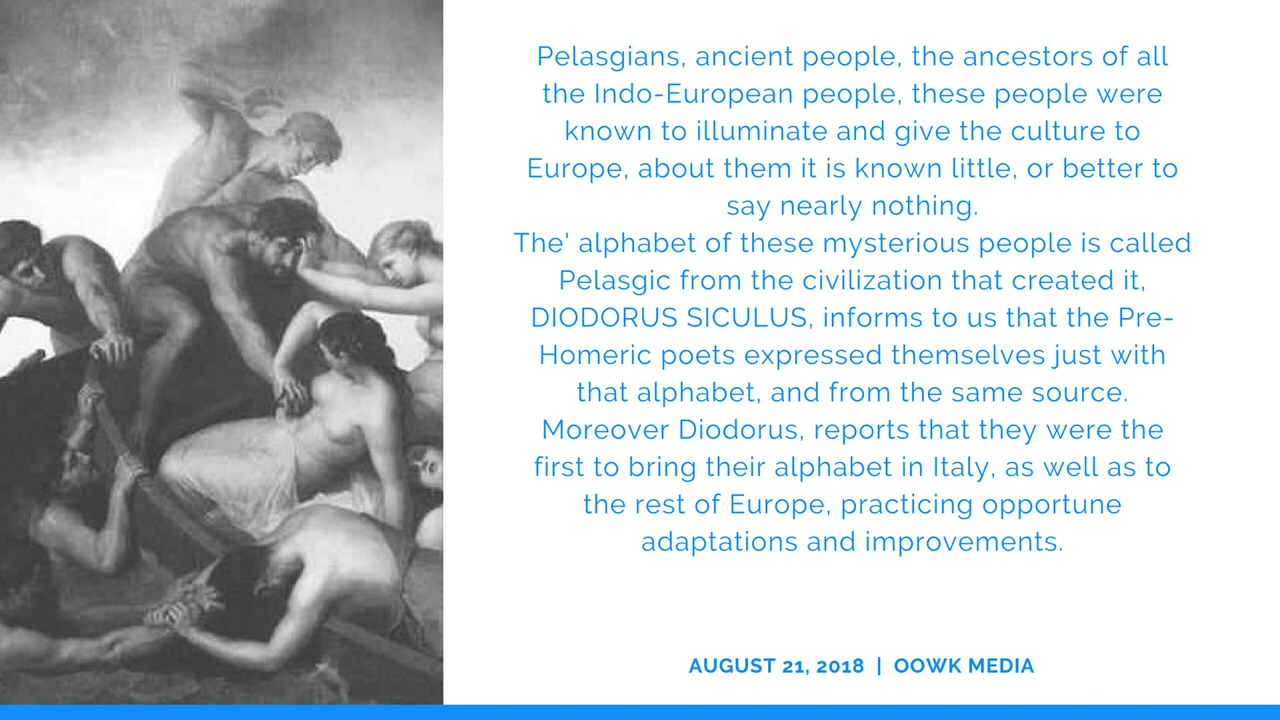 Pelasgians, ancient people, the ancestors of all
the Indo-European people, these people were
known to illuminate and give the culture to
Europe, about them it is known little, or better to
say nearly nothing.
The' alphabet of these mysterious people is called
Pelasgic from the civilization that created it,
DIODORUS SICULUS, informs to us that the Pre-
Homeric poets expressed themselves just with
that alphabet, and from the same source.
Moreover Diodorus, reports that they were the
first to bring their alphabet in Italy, as well as to
the rest of Europe, practicing opportune
adaptations and improvements.
AUGUST 21, 2018 | OOWK MEDIA